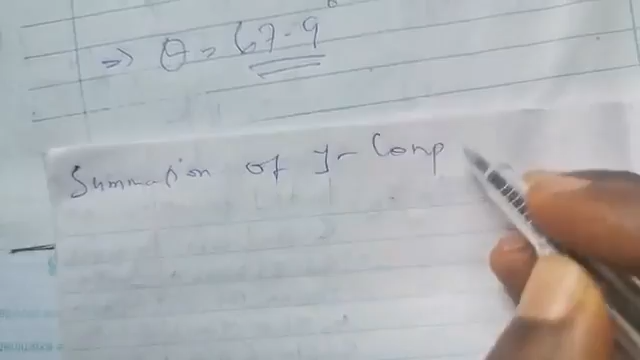 => θ = 67.9°
Summation of y- Comp